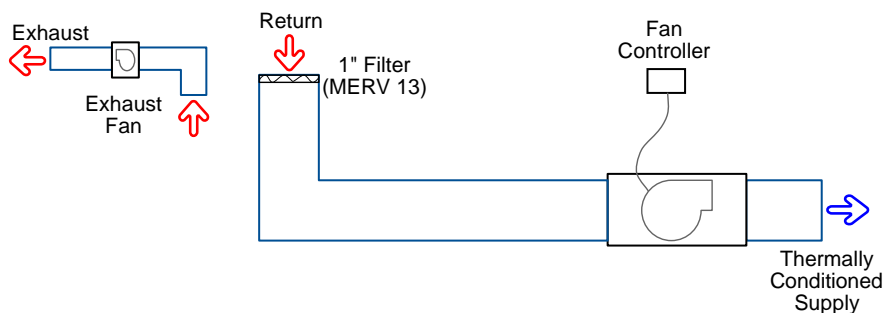 Exhaust
Exhaust
Fan
Return
1" Filter
(MERV 13)
Fan
Controller
Thermally
Conditioned
Supply